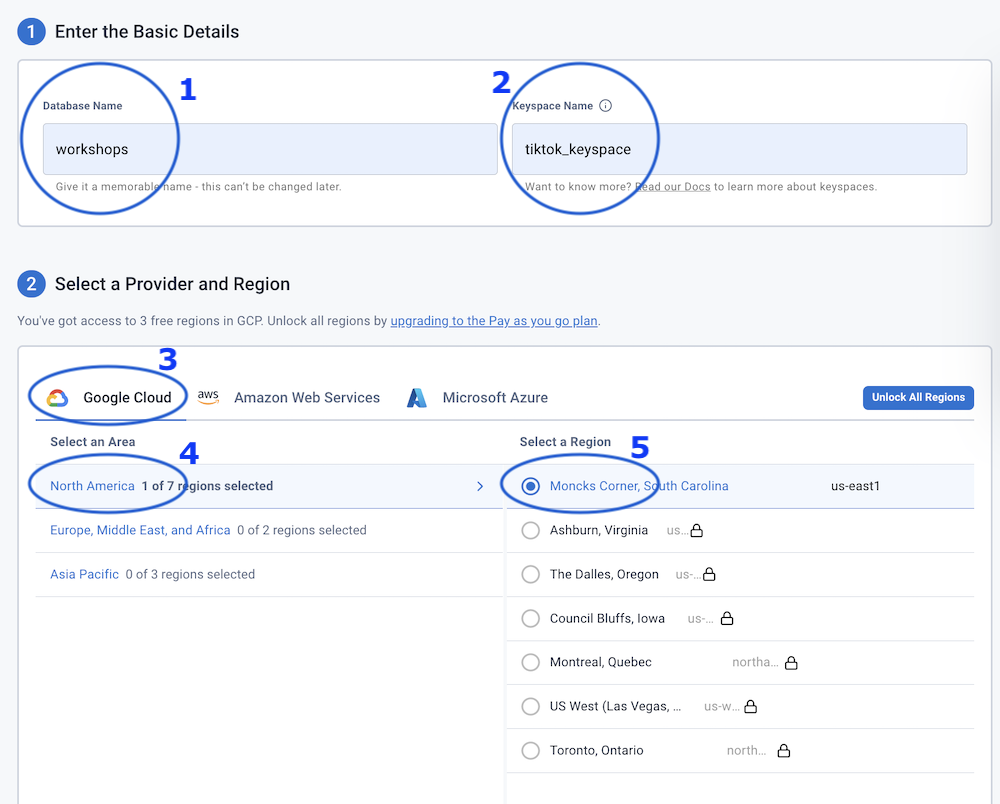 1 Enter the Basic Details
1
2
Database Name
Keyspace Name
workshops
tiktok_keyspace
Give it a memorable name - this can't be changed later.
Want to know more? Read our Docs to learn more about keyspaces.
2 Select a Provider and Region
You've got access to 3 free regions in GCP. Unlock all regions by upgrading to the Pay as you go plan.
3
Google Cloud aws Amazon Web Services Microsoft Azure Unlock All Regions
Select an Area
4
Select a Region
5
North America 1 of 7 regions selected
Moncks Corner, South Carolina us-east1
Europe, Middle East, and Africa 0 of 2 regions selected
Ashburn, Virginia us...
Asia Pacific 0 of 3 regions selected
The Dalles, Oregon us-...
Council Bluffs, Iowa us-...
Montreal, Quebec northa...
US West (Las Vegas, ... us-w...
Toronto, Ontario north...